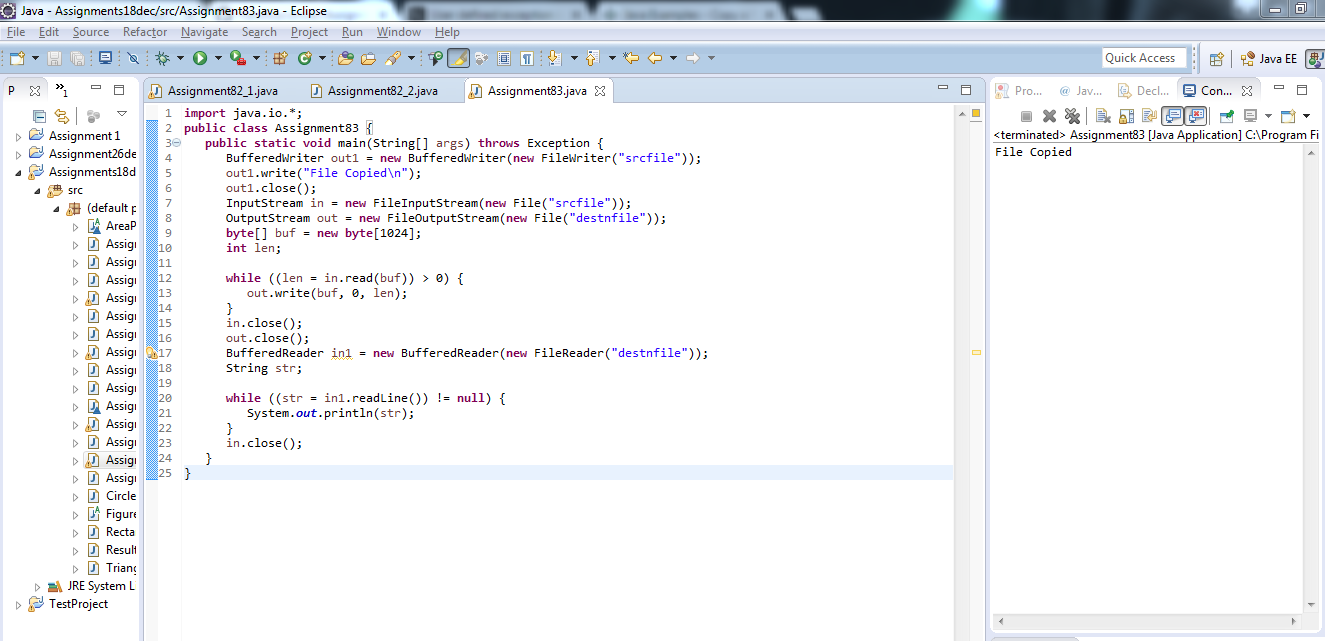 Java - Assignments18dec/src/Assignment83.java - Eclipse
File Edit Source Refactor Navigate Search Project Run Window Help
Quick Access
Java EE
P
»1
Assignment 1
Assignment26de
Assignments18d
src
(default p
AreaP
Assign
Assign
Assign
Assign
Assign
Assign
Assign
Assign
Assign
Assign
Assign
Assign
Assign
Assign
Circle
Figure
Recta
Result
Triang
JRE System L
TestProject
Assignment82_1.java Assignment82_2.java Assignment83.java
1 import java.io.*;
2 public class Assignment83 {
3 public static void main(String[] args) throws Exception {
4 BufferedWriter out1 = new BufferedWriter(new FileWriter("srcfile"));
5 out1.write("File Copied\n");
6 out1.close();
7 InputStream in = new FileInputStream(new File("srcfile"));
8 OutputStream out = new FileOutputStream(new File("destnfile"));
9 byte[] buf = new byte[1024];
10 int len;
11
12 while ((len = in.read(buf)) > 0) {
13 out.write(buf, 0, len);
14 }
15 in.close();
16 out.close();
17 BufferedReader in1 = new BufferedReader(new FileReader("destnfile"));
18 String str;
19
20 while ((str = in1.readLine()) != null) {
21 System.out.println(str);
22 }
23 in.close();
24 }
25 }
Pro... @ Jav... Decl... Con...
<terminated> Assignment83 [Java Application] C:\Program Fi
File Copied